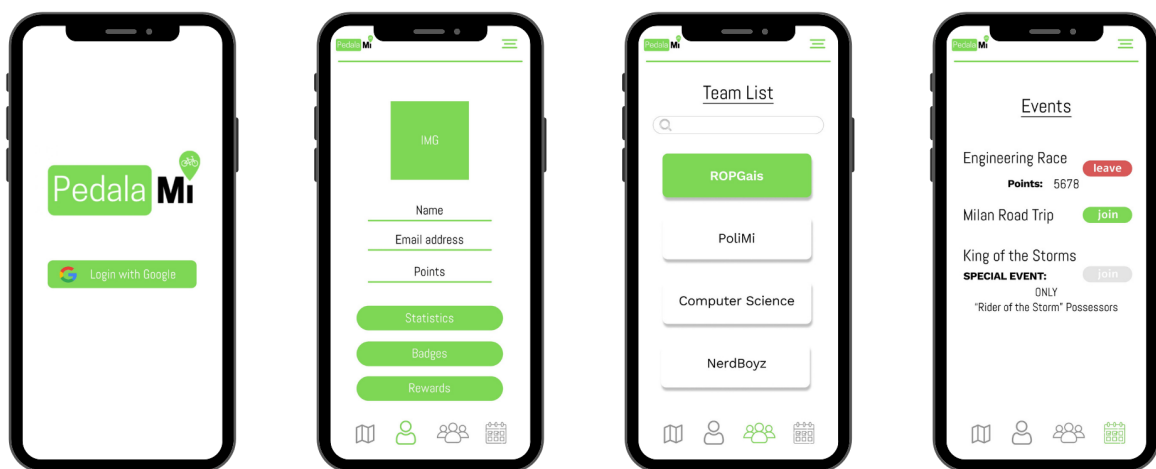 Pedala Mi
Login with Google
Pedala Mi
IMG
Name
Email address
Points
Statistics
Badges
Rewards
Pedala Mi
Team List
ROPGais
PoliMi
Computer Science
NerdBoyz
Pedala Mi
Events
Engineering Race
leave
Points: 5678
Milan Road Trip
join
King of the Storms
SPECIAL EVENT:
join
ONLY
“Rider of the Storm” Possessors